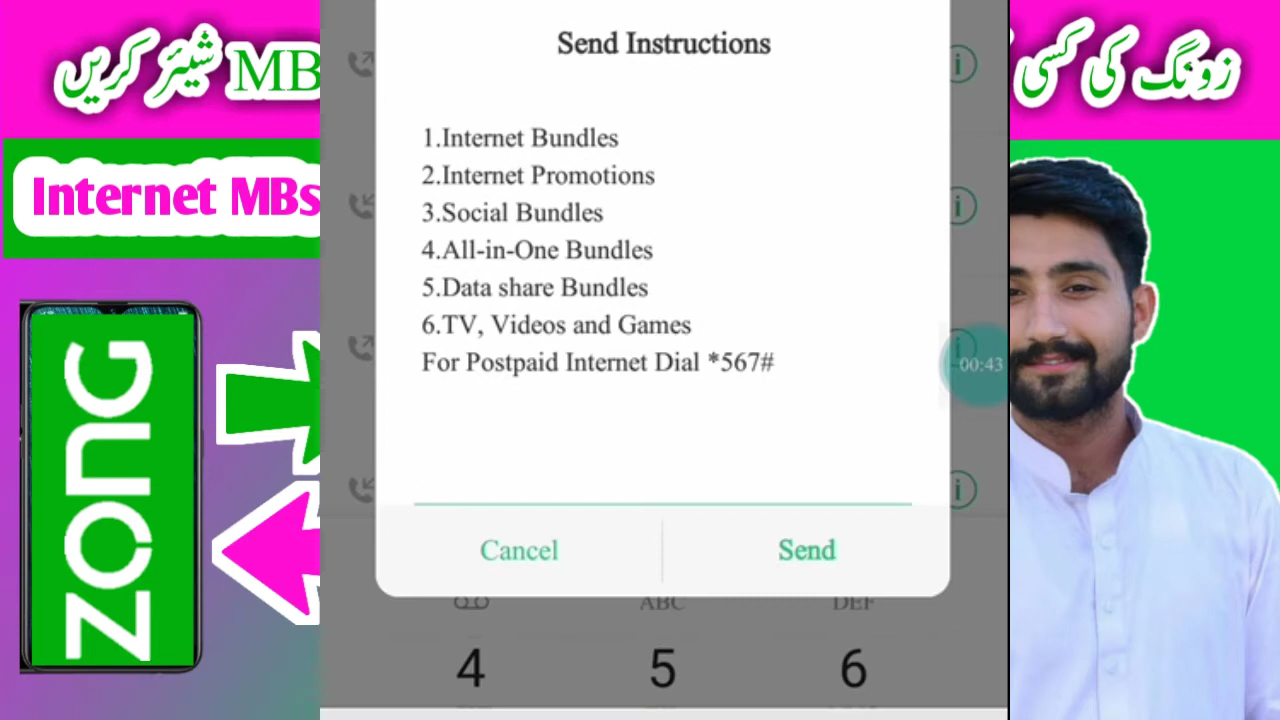 MB شیئر کریں
زونگ کی کسی
Internet MBs
ZONG
Send Instructions
1.Internet Bundles
2.Internet Promotions
3.Social Bundles
4.All-in-One Bundles
5.Data share Bundles
6.TV, Videos and Games
For Postpaid Internet Dial *567#
00:43
Cancel
Send
ABC
DEF
4
5
6